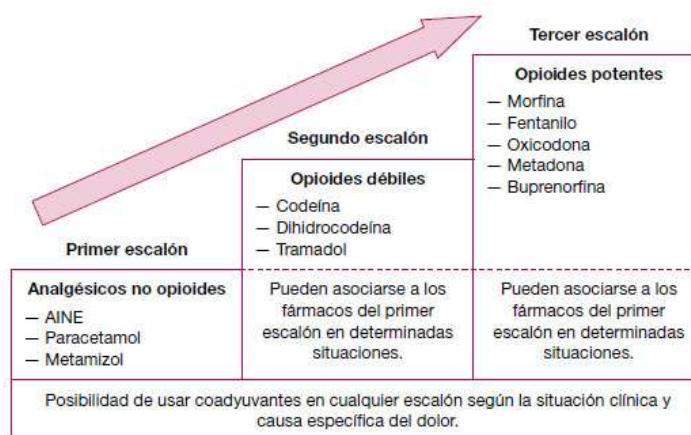 Tercer escalón
Opioides potentes
— Morfina
— Fentanilo
— Oxicodona
— Metadona
— Buprenorfina
Pueden asociarse a los
fármacos del primer
escalón en determinadas
situaciones.
Segundo escalón
Opioides débiles
— Codeína
— Dihidrocodeína
— Tramadol
Pueden asociarse a los
fármacos del primer
escalón en determinadas
situaciones.
Primer escalón
Analgésicos no opioides
— AINE
— Paracetamol
— Metamizol
Posibilidad de usar coadyuvantes en cualquier escalón según la situación clínica y
causa específica del dolor.